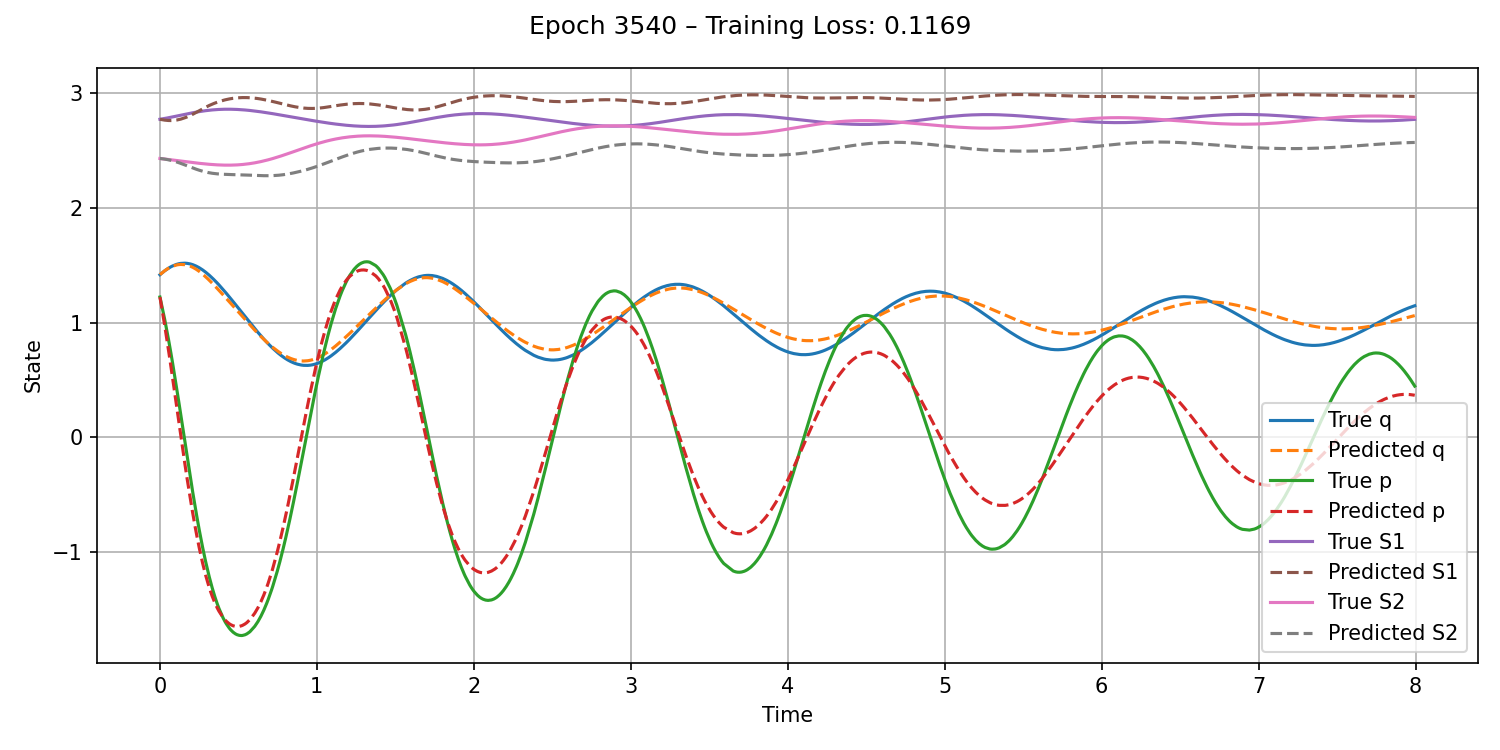 Epoch 3540 – Training Loss: 0.1169
State
3
2
1
0
−1
0 1 2 3 4 5 6 7 8
Time
True q
Predicted q
True p
Predicted p
True S1
Predicted S1
True S2
Predicted S2